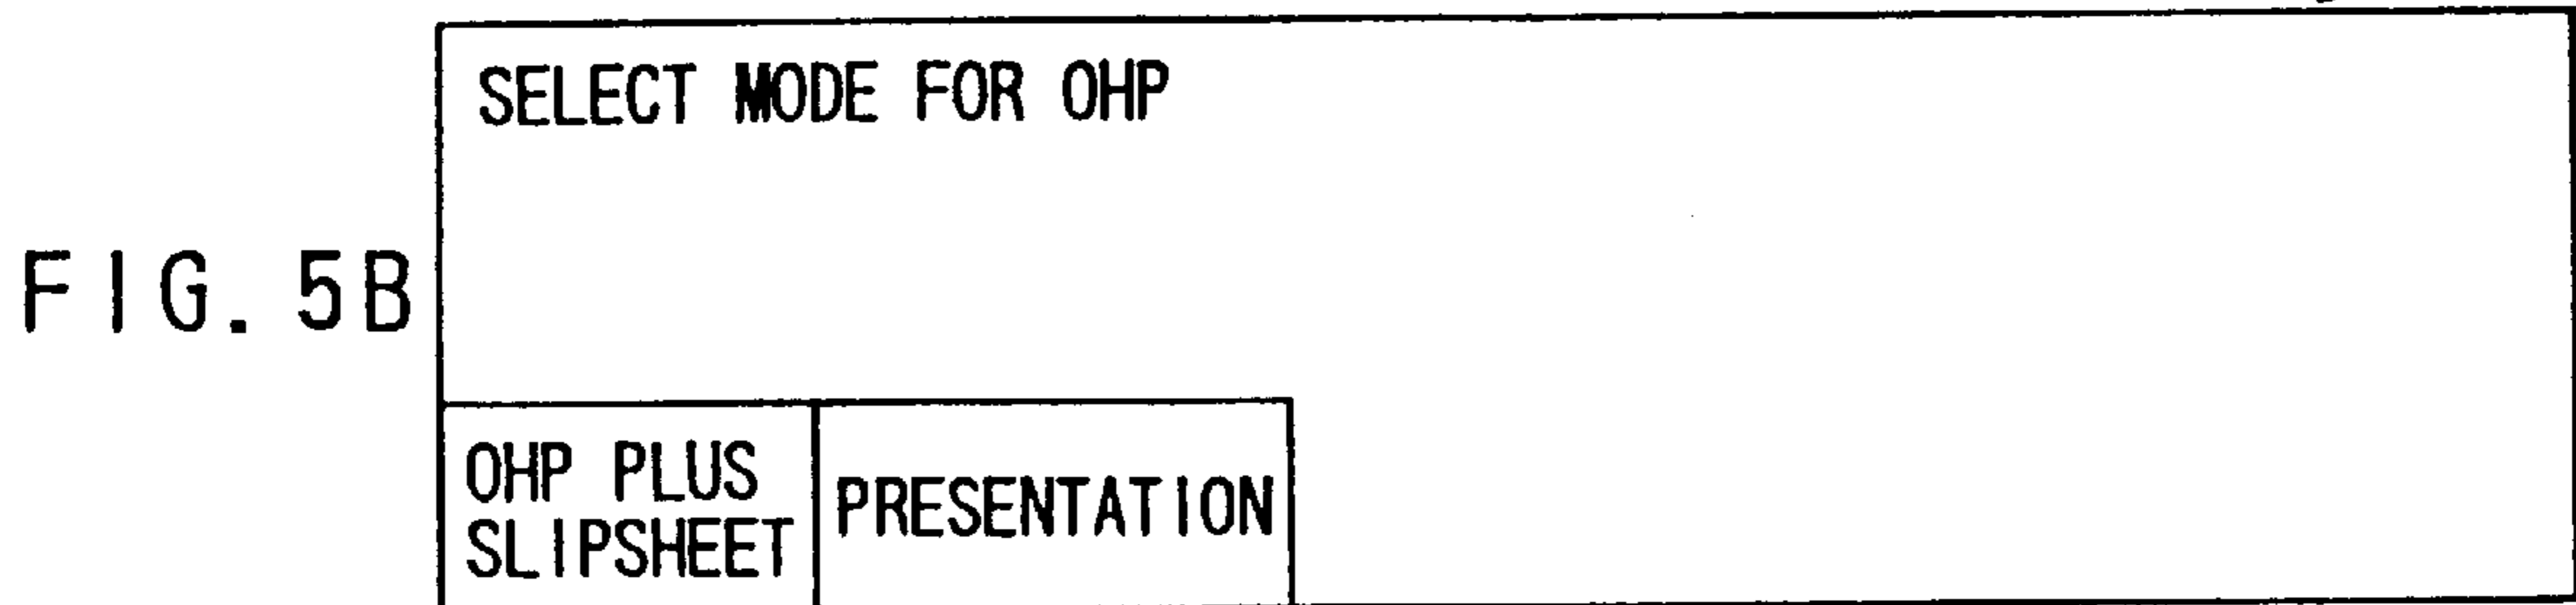 SELECT MODE FOR OHP
FIG. 5B
OHP PLUS
SLIPSHEET
PRESENTATION